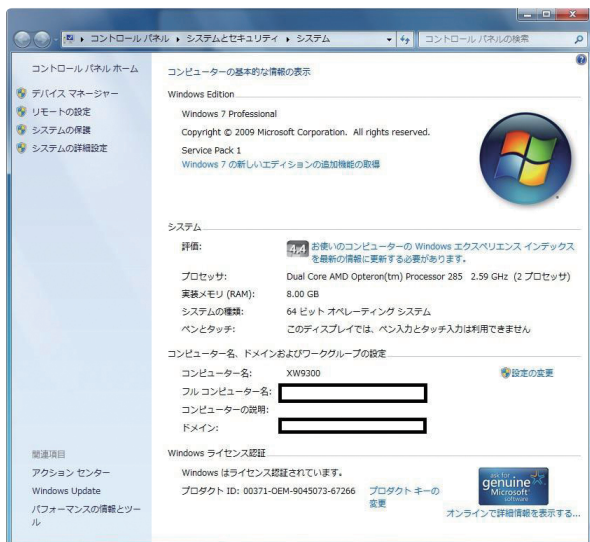 コントロール パネル ▸ システムとセキュリティ ▸ システム
コントロール パネルの検索
コントロール パネル ホーム
デバイス マネージャー
リモートの設定
システムの保護
システムの詳細設定
コンピューターの基本的な情報の表示
Windows Edition
Windows 7 Professional
Copyright © 2009 Microsoft Corporation. All rights reserved.
Service Pack 1
Windows 7 の新しいエディションの追加機能の取得
システム
評価:
4.4 お使いのコンピューターの Windows エクスペリエンス インデックス
を最新の情報に更新する必要があります。
プロセッサ: Dual Core AMD Opteron(tm) Processor 285 2.59 GHz (2 プロセッサ)
実装メモリ (RAM): 8.00 GB
システムの種類: 64 ビット オペレーティング システム
ペンとタッチ: このディスプレイでは、ペン入力とタッチ入力は利用できません
コンピューター名、ドメインおよびワークグループの設定
コンピューター名: XW9300 設定の変更
フル コンピューター名:
コンピューターの説明:
ドメイン:
Windows ライセンス認証
Windows はライセンス認証されています。
プロダクト ID: 00371-OEM-9045073-67266 プロダクト キーの
変更
ask for
genuine
Microsoft
software
オンラインで詳細情報を表示する...
関連項目
アクション センター
Windows Update
パフォーマンスの情報とツー
ル